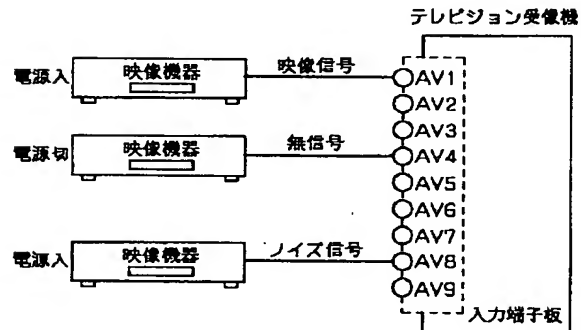 テレビジョン受像機
電源入
映像機器
映像信号
AV1
AV2
AV3
電源切
映像機器
無信号
AV4
AV5
AV6
AV7
電源入
映像機器
ノイズ信号
AV8
AV9
入力端子板